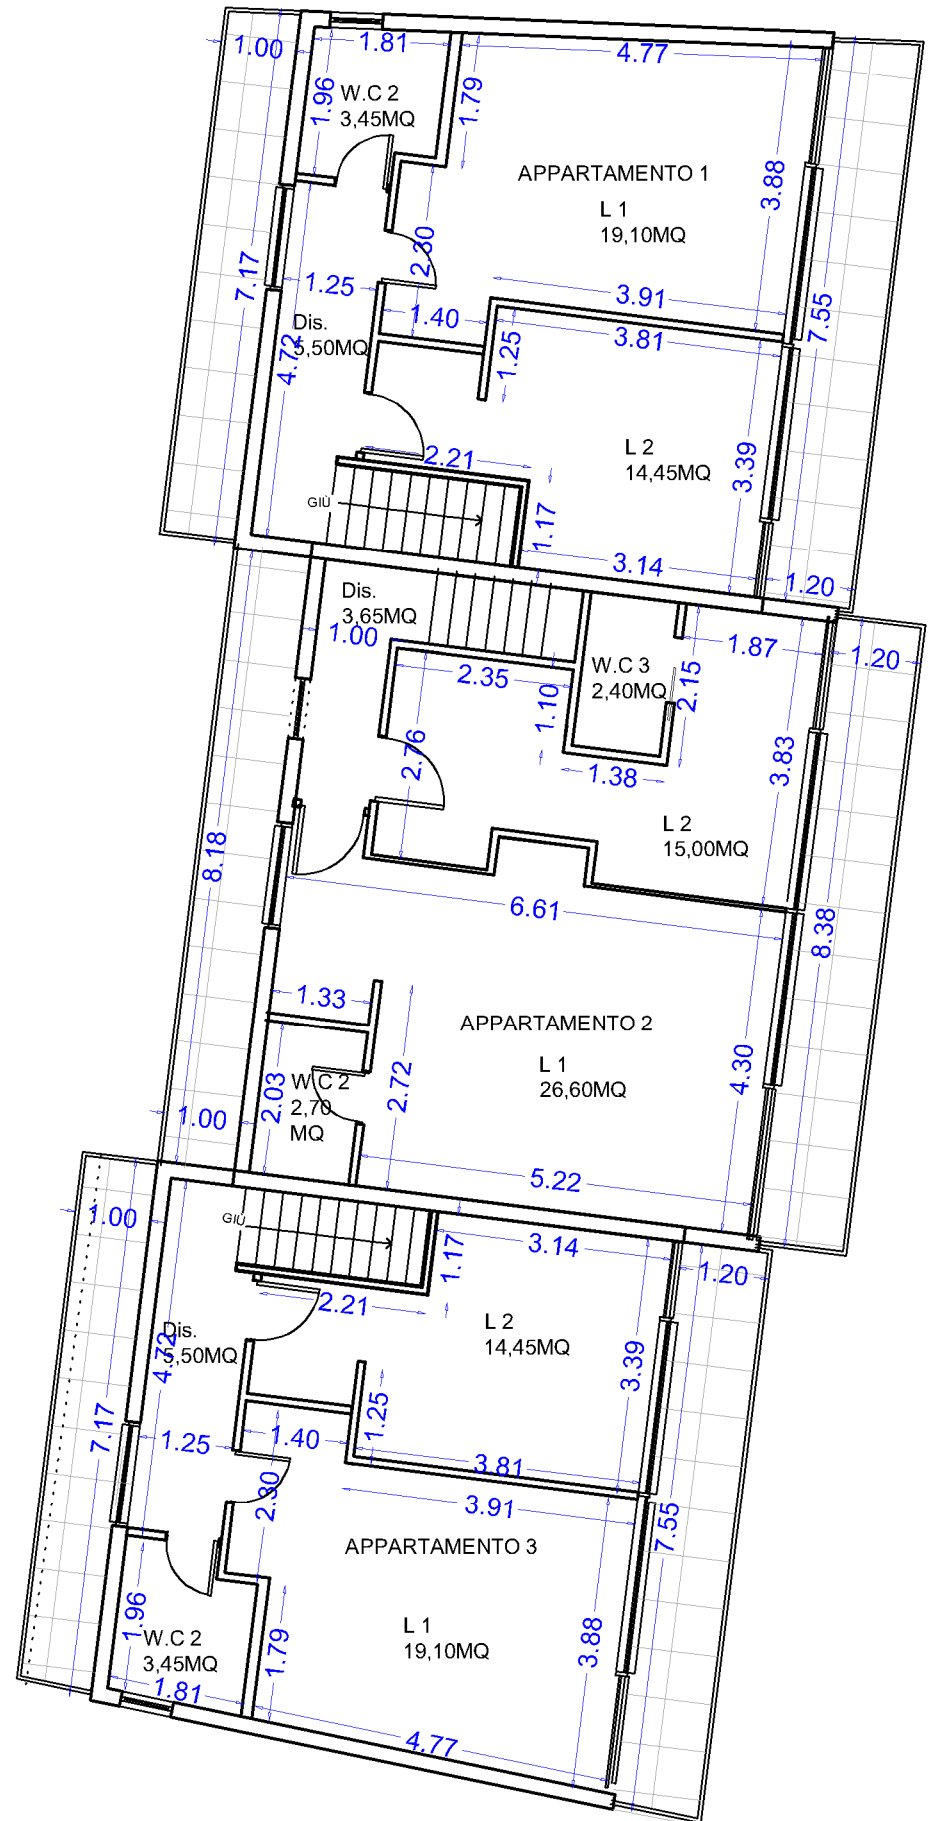 1.00
1.81
4.77
1.96
W.C 2
3,45MQ
1.79
APPARTAMENTO 1
3.88
L 1
19,10MQ
2.30
7.17
1.25
3.91
7.55
Dis.
5,50MQ
1.40
3.81
4.72
1.25
L 2
14,45MQ
2.21
3.39
GIÙ
1.17
3.14
1.20
Dis.
3,65MQ
1.00
W.C 3
2,40MQ
1.87
1.20
2.35
2.15
1.10
2.76
3.83
1.38
L 2
15,00MQ
8.18
6.61
8.38
1.33
APPARTAMENTO 2
L 1
26,60MQ
4.30
2.03
W.C 2
2,70
MQ
2.72
1.00
5.22
1.00
GIÙ
3.14
1.17
1.20
2.21
L 2
14,45MQ
Dis.
5,50MQ
4.72
3.39
1.25
7.17
1.25
1.40
3.81
2.30
3.91
7.55
APPARTAMENTO 3
1.96
W.C 2
3,45MQ
1.79
L 1
19,10MQ
3.88
1.81
4.77